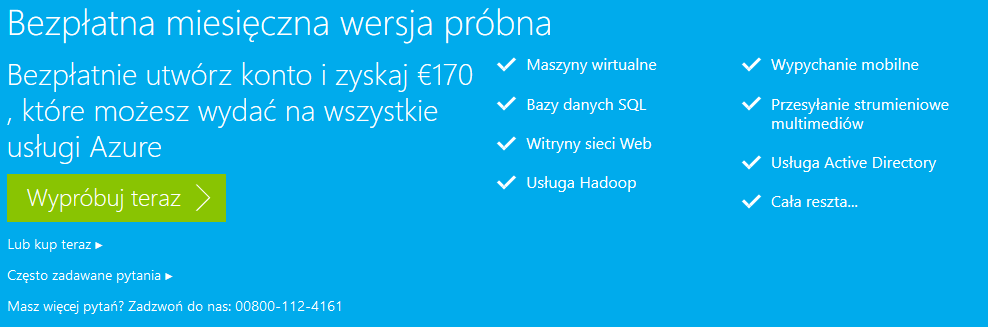 Bezpłatna miesięczna wersja próbna
Bezpłatnie utwórz konto i zyskaj €170
, które możesz wydać na wszystkie
usługi Azure
Wypróbuj teraz
Lub kup teraz ▸
Często zadawane pytania ▸
Masz więcej pytań? Zadzwoń do nas: 00800-112-4161
Maszyny wirtualne
Bazy danych SQL
Witryny sieci Web
Usługa Hadoop
Wypychanie mobilne
Przesyłanie strumieniowe
multimediów
Usługa Active Directory
Cała reszta...